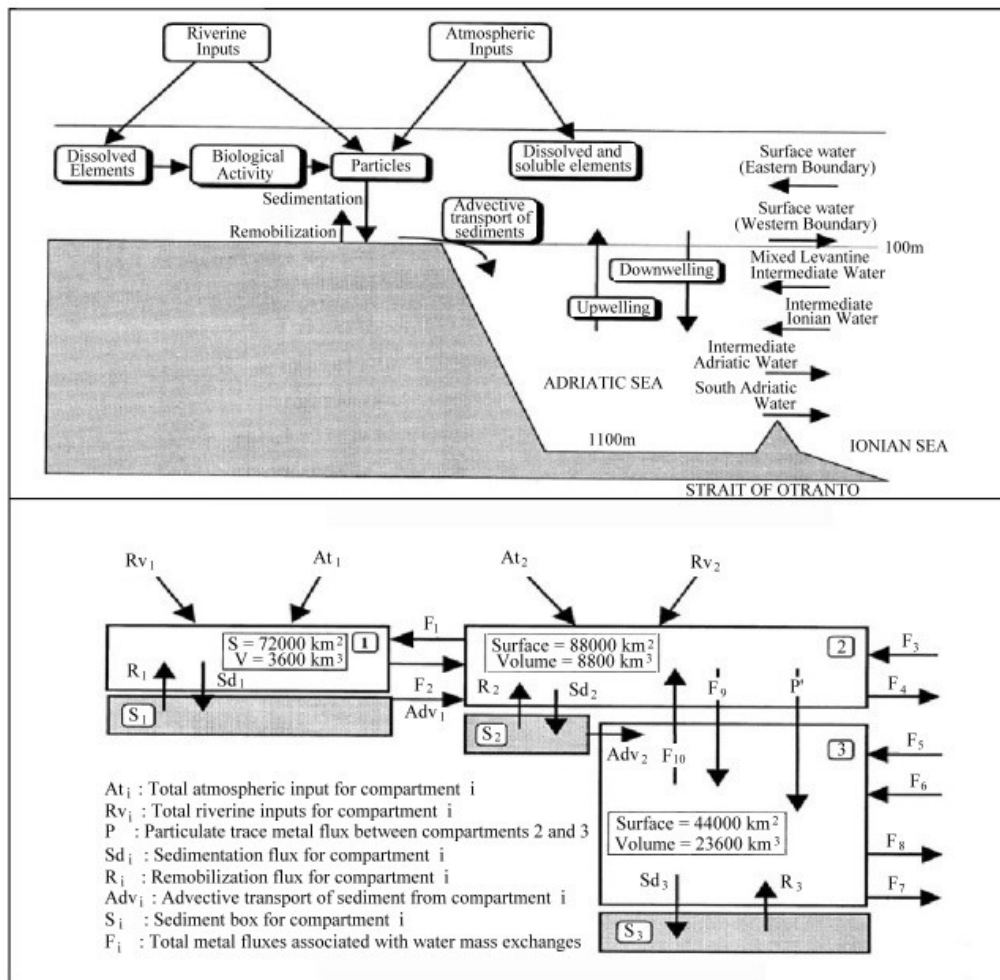 Riverine
Inputs
Atmospheric
Inputs
Dissolved
Elements
Biological
Activity
Particles
Dissolved and
soluble elements
Surface water
(Eastern Boundary)
Sedimentation
Remobilization
Advective
transport of
sediments
Surface water
(Western Boundary)
100m
Downwelling
Upwelling
Mixed Levantine
Intermediate Water
Intermediate
Ionian Water
Intermediate
Adriatic Water
ADRIATIC SEA
South Adriatic
Water
1100m
IONIAN SEA
STRAIT OF OTRANTO
Rv1
At1
At2
Rv2
S = 72000 km2
V = 3600 km3
1
R1
Sd1
F1
F2
Adv1
S1
Surface = 88000 km2
Volume = 8800 km3
2
R2
Sd2
F9
P'
F3
F4
S2
Adv2
F10
3
F5
F6
Surface = 44000 km2
Volume = 23600 km3
F8
F7
Sd3
R3
S3
At i : Total atmospheric input for compartment i
Rv i : Total riverine inputs for compartment i
P : Particulate trace metal flux between compartments 2 and 3
Sd i : Sedimentation flux for compartment i
R i : Remobilization flux for compartment i
Adv i : Advective transport of sediment from compartment i
S i : Sediment box for compartment i
F i : Total metal fluxes associated with water mass exchanges